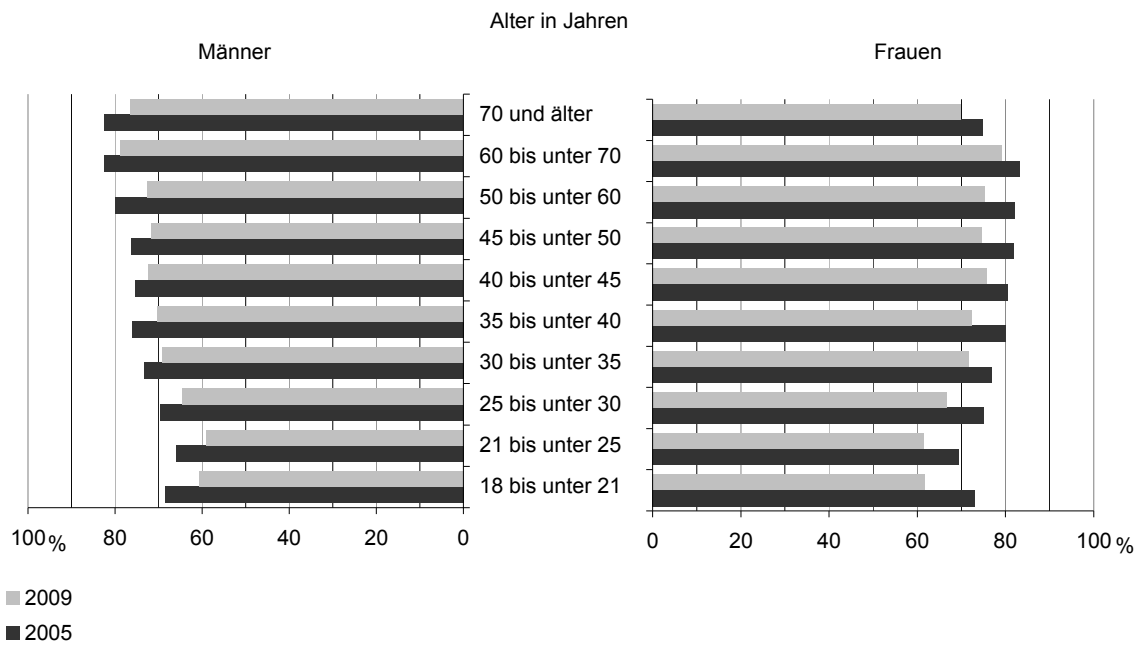 Alter in Jahren
Männer
Frauen
70 und älter
60 bis unter 70
50 bis unter 60
45 bis unter 50
40 bis unter 45
35 bis unter 40
30 bis unter 35
25 bis unter 30
21 bis unter 25
18 bis unter 21
100 % 80 60 40 20 0
0 20 40 60 80 100 %
2009
2005